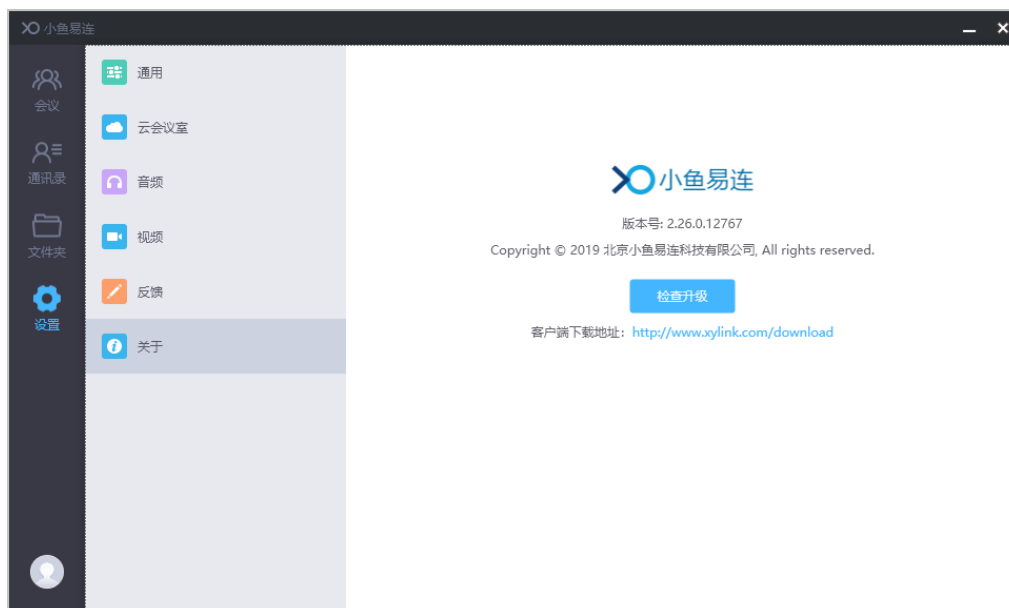 小鱼易连
会议
通讯录
文件夹
设置
通用
云会议室
音频
视频
反馈
关于
小鱼易连
版本号: 2.26.0.12767
Copyright © 2019 北京小鱼易连科技有限公司, All rights reserved.
检查升级
客户端下载地址: http://www.xylink.com/download